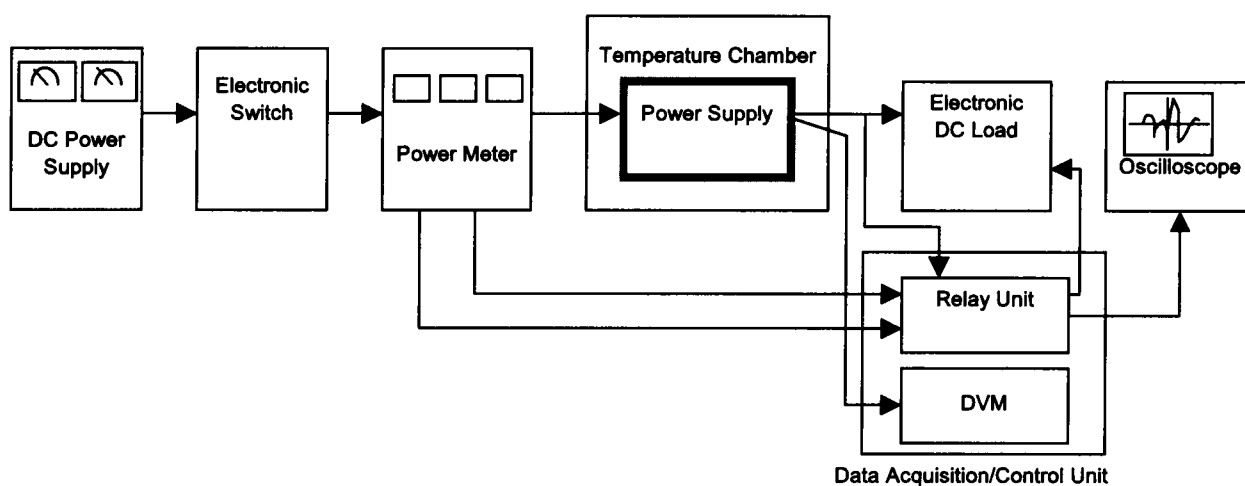 DC Power
Supply
Electronic
Switch
Power Meter
Temperature Chamber
Power Supply
Electronic
DC Load
Oscilloscope
Relay Unit
DVM
Data Acquisition/Control Unit